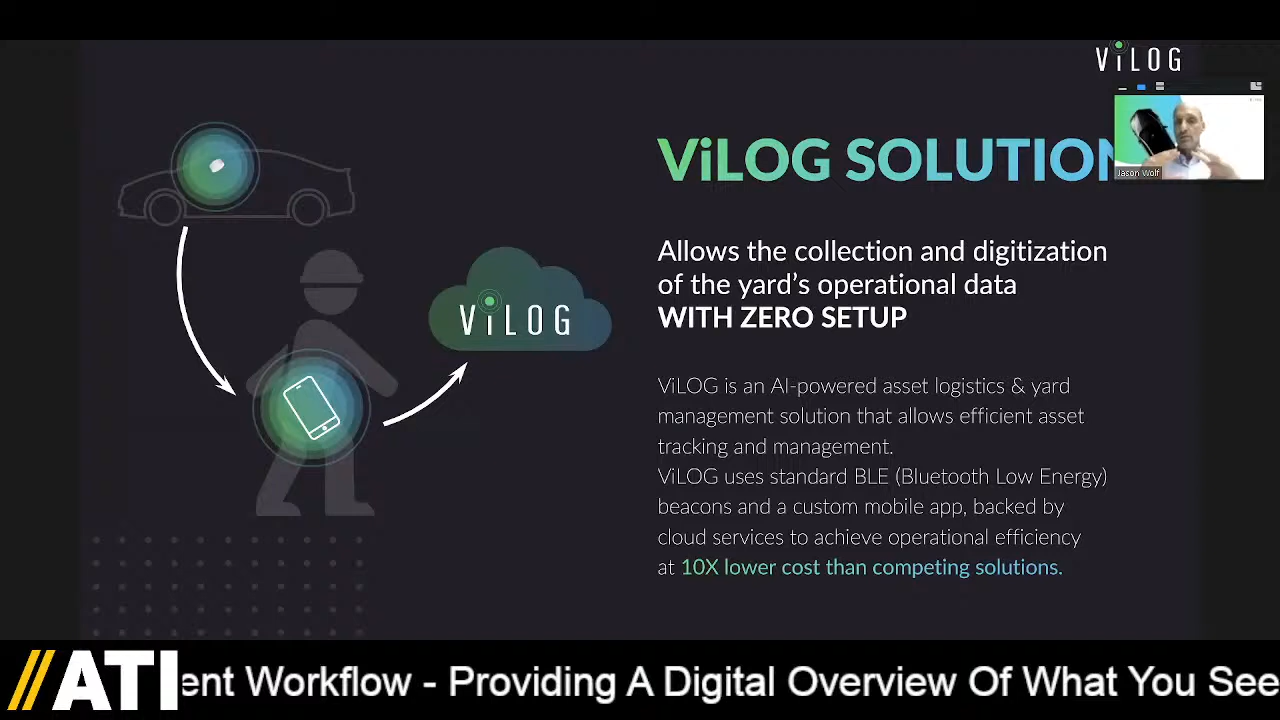 ViLOG
Jason Wolf
ViLOG SOLUTION
Allows the collection and digitization
of the yard's operational data
WITH ZERO SETUP
ViLOG
ViLOG is an AI-powered asset logistics & yard
management solution that allows efficient asset
tracking and management.
ViLOG uses standard BLE (Bluetooth Low Energy)
beacons and a custom mobile app, backed by
cloud services to achieve operational efficiency
at 10X lower cost than competing solutions.
//ATI
ent Workflow - Providing A Digital Overview Of What You See